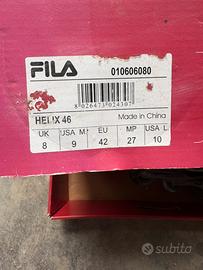 FILA
010606080
8 026473 024307
HELIX 46
Made in China
UK USA M. EU MP USA L.
8 9 42 27 10
subito